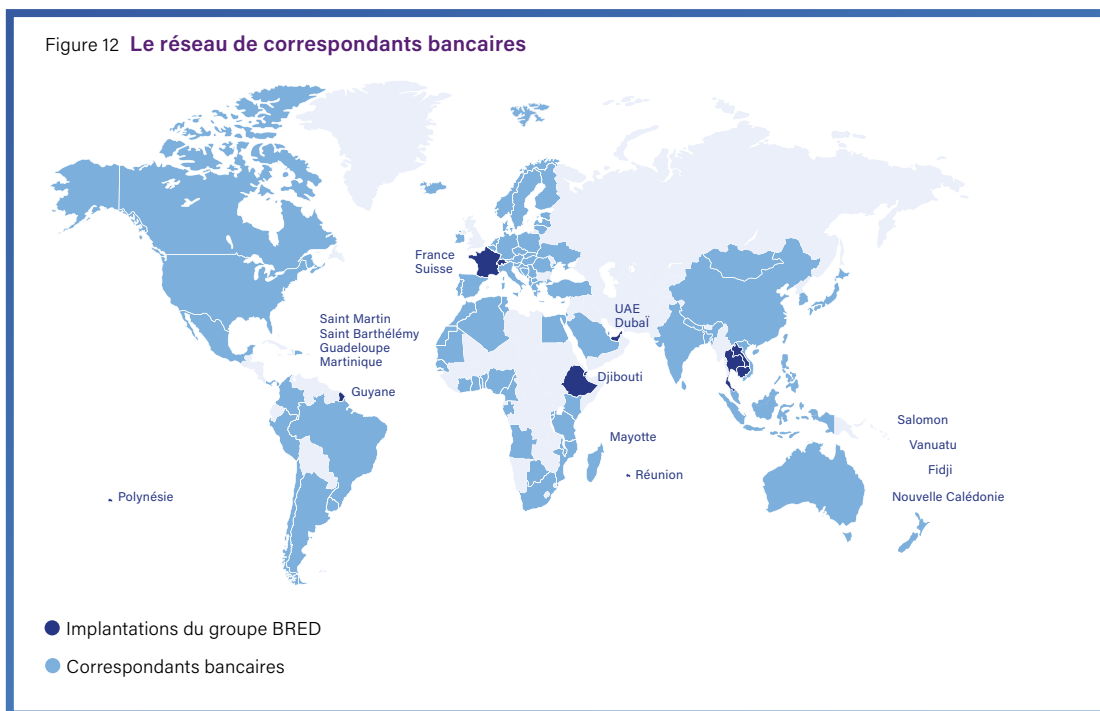 Figure 12 Le réseau de correspondants bancaires
France
Suisse
UAE
Dubaï
Saint Martin
Saint Barthélémy
Guadeloupe
Martinique
Guyane
Djibouti
Mayotte
Réunion
Salomon
Vanuatu
Fidji
Nouvelle Calédonie
Polynésie
Implantations du groupe BRED
Correspondants bancaires